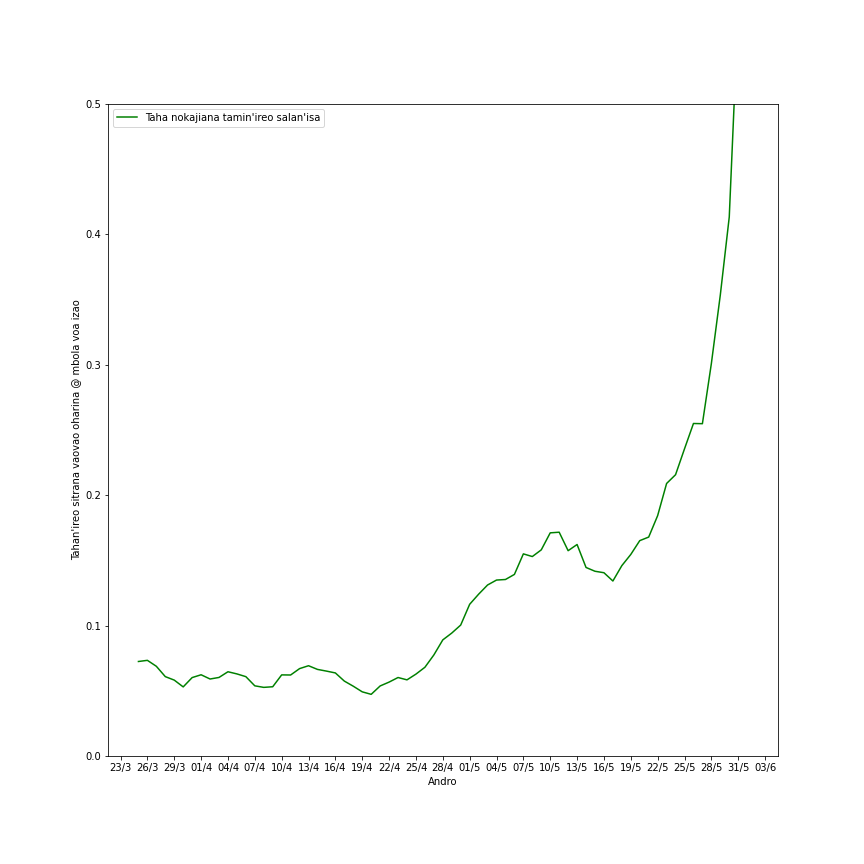 Taha nokajiana tamin'ireo salan'isa
0.5
0.4
0.3
0.2
0.1
0.0
Tahan'ireo sitrana vaovao oharina @ mbola voa izao
23/3 26/3 29/3 01/4 04/4 07/4 10/4 13/4 16/4 19/4 22/4 25/4 28/4 01/5 04/5 07/5 10/5 13/5 16/5 19/5 22/5 25/5 28/5 31/5 03/6
Andro